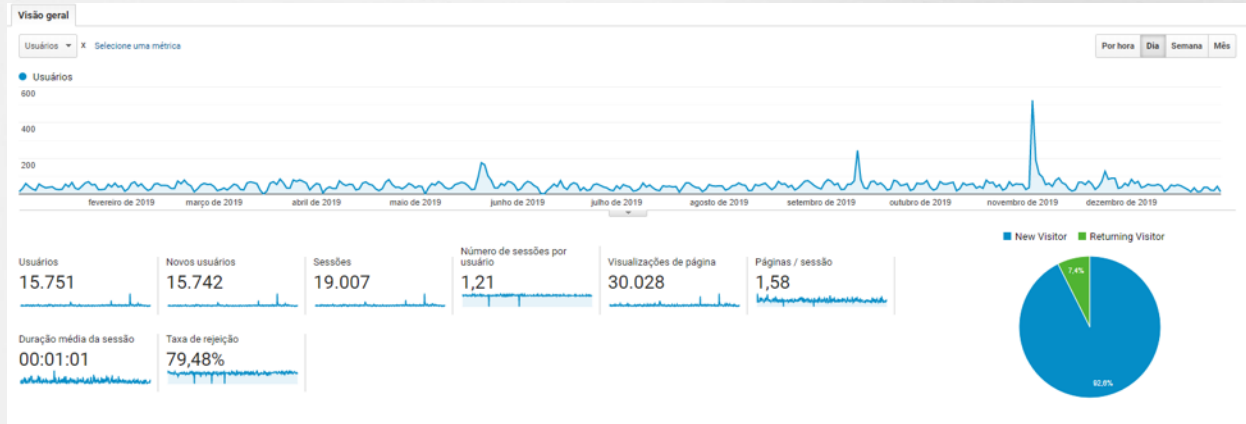 Visão geral
Usuários X Selecione uma métrica
Por hora Dia Semana Mês
Usuários
600
400
200
fevereiro de 2019 março de 2019 abril de 2019 maio de 2019 junho de 2019 julho de 2019 agosto de 2019 setembro de 2019 outubro de 2019 novembro de 2019 dezembro de 2019
New Visitor Returning Visitor
Usuários
15.751
Novos usuários
15.742
Sessões
19.007
Número de sessões por
usuário
1,21
Visualizações de página
30.028
Páginas / sessão
1,58
7,4%
92,6%
Duração média da sessão
00:01:01
Taxa de rejeição
79,48%